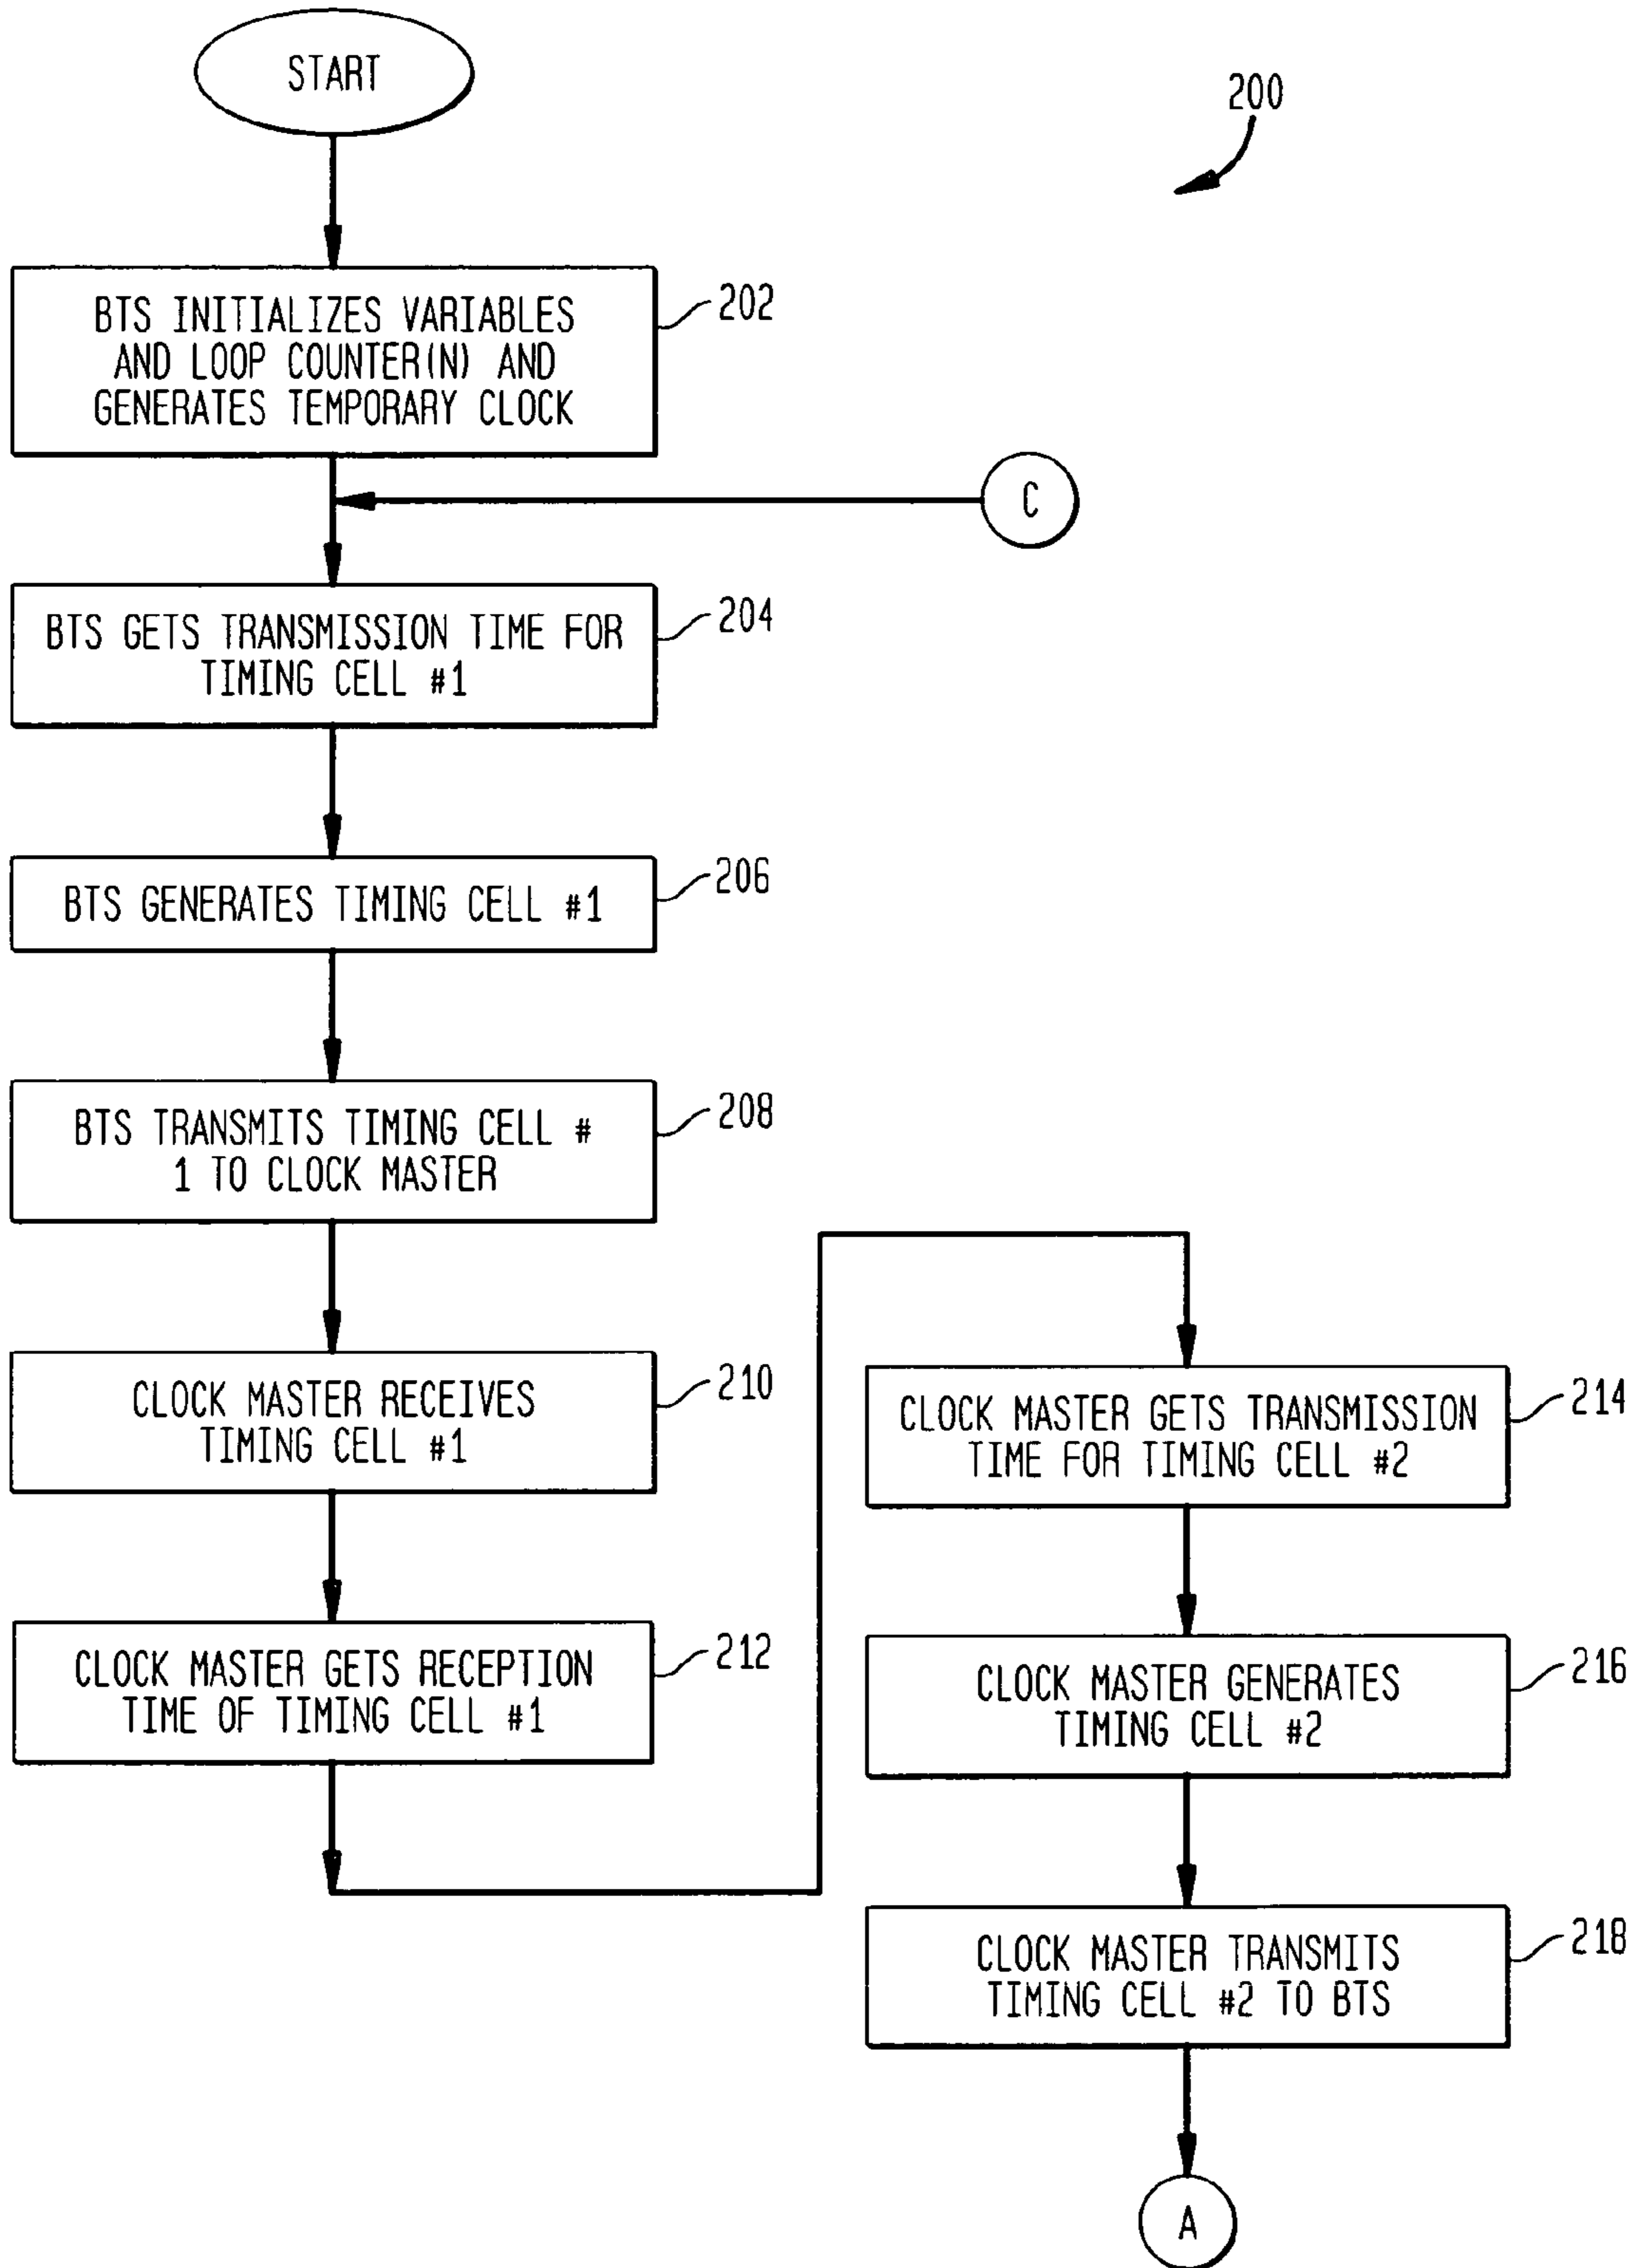 START
200
BTS INITIALIZES VARIABLES
AND LOOP COUNTER(N) AND
GENERATES TEMPORARY CLOCK
202
C
BTS GETS TRANSMISSION TIME FOR
TIMING CELL #1
204
BTS GENERATES TIMING CELL #1
206
BTS TRANSMITS TIMING CELL #
1 TO CLOCK MASTER
208
CLOCK MASTER RECEIVES
TIMING CELL #1
210
CLOCK MASTER GETS RECEPTION
TIME OF TIMING CELL #1
212
CLOCK MASTER GETS TRANSMISSION
TIME FOR TIMING CELL #2
214
CLOCK MASTER GENERATES
TIMING CELL #2
216
CLOCK MASTER TRANSMITS
TIMING CELL #2 TO BTS
218
A